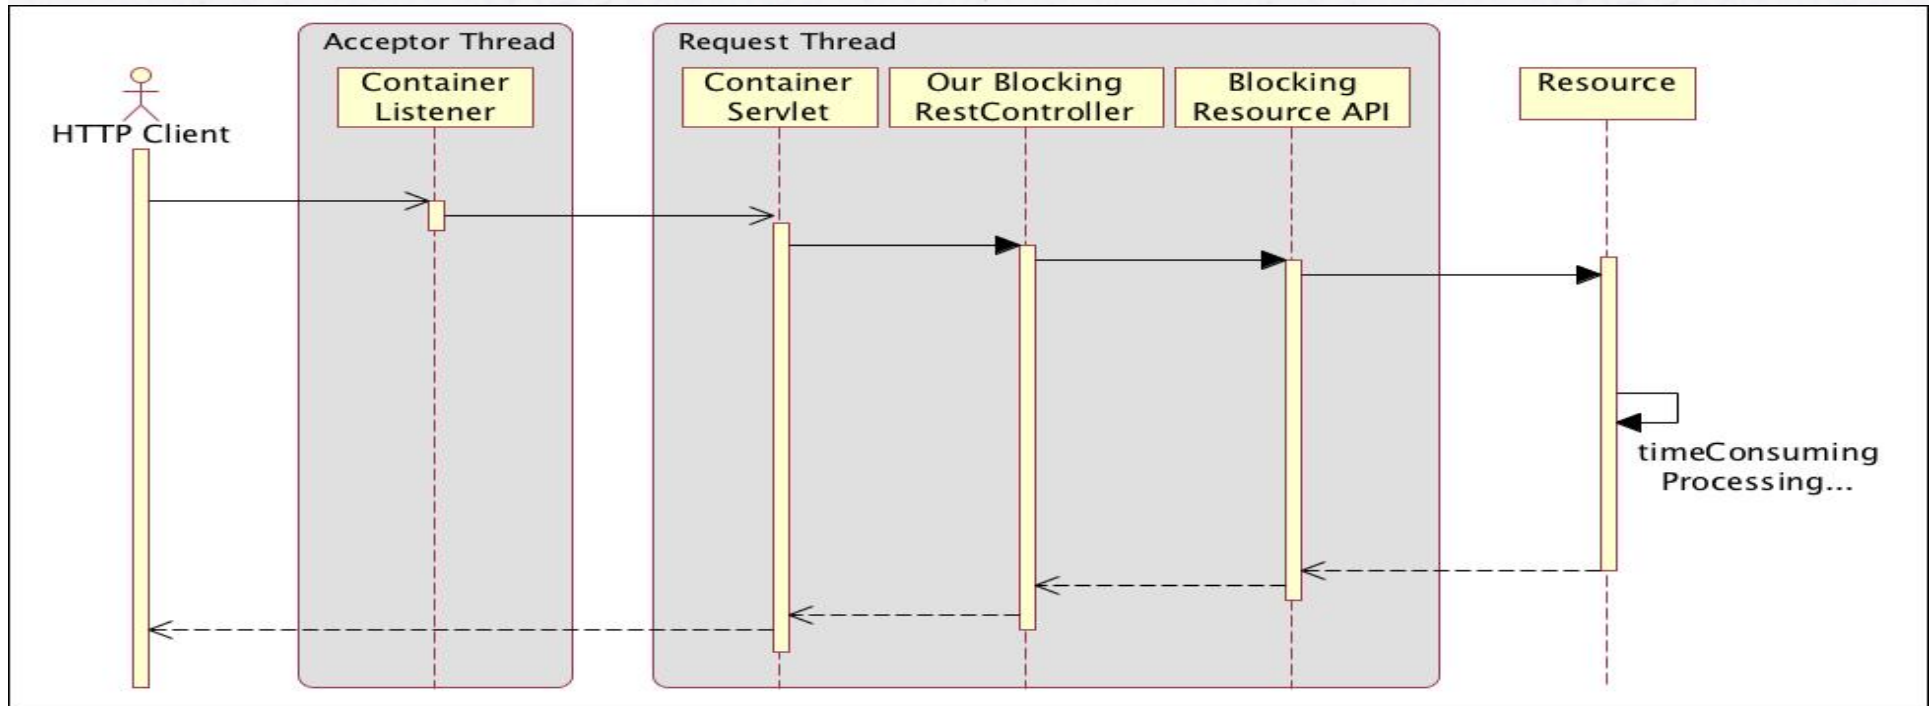 Acceptor Thread
Request Thread
HTTP Client
Container
Listener
Container
Servlet
Our Blocking
RestController
Blocking
Resource API
Resource
timeConsuming
Processing...